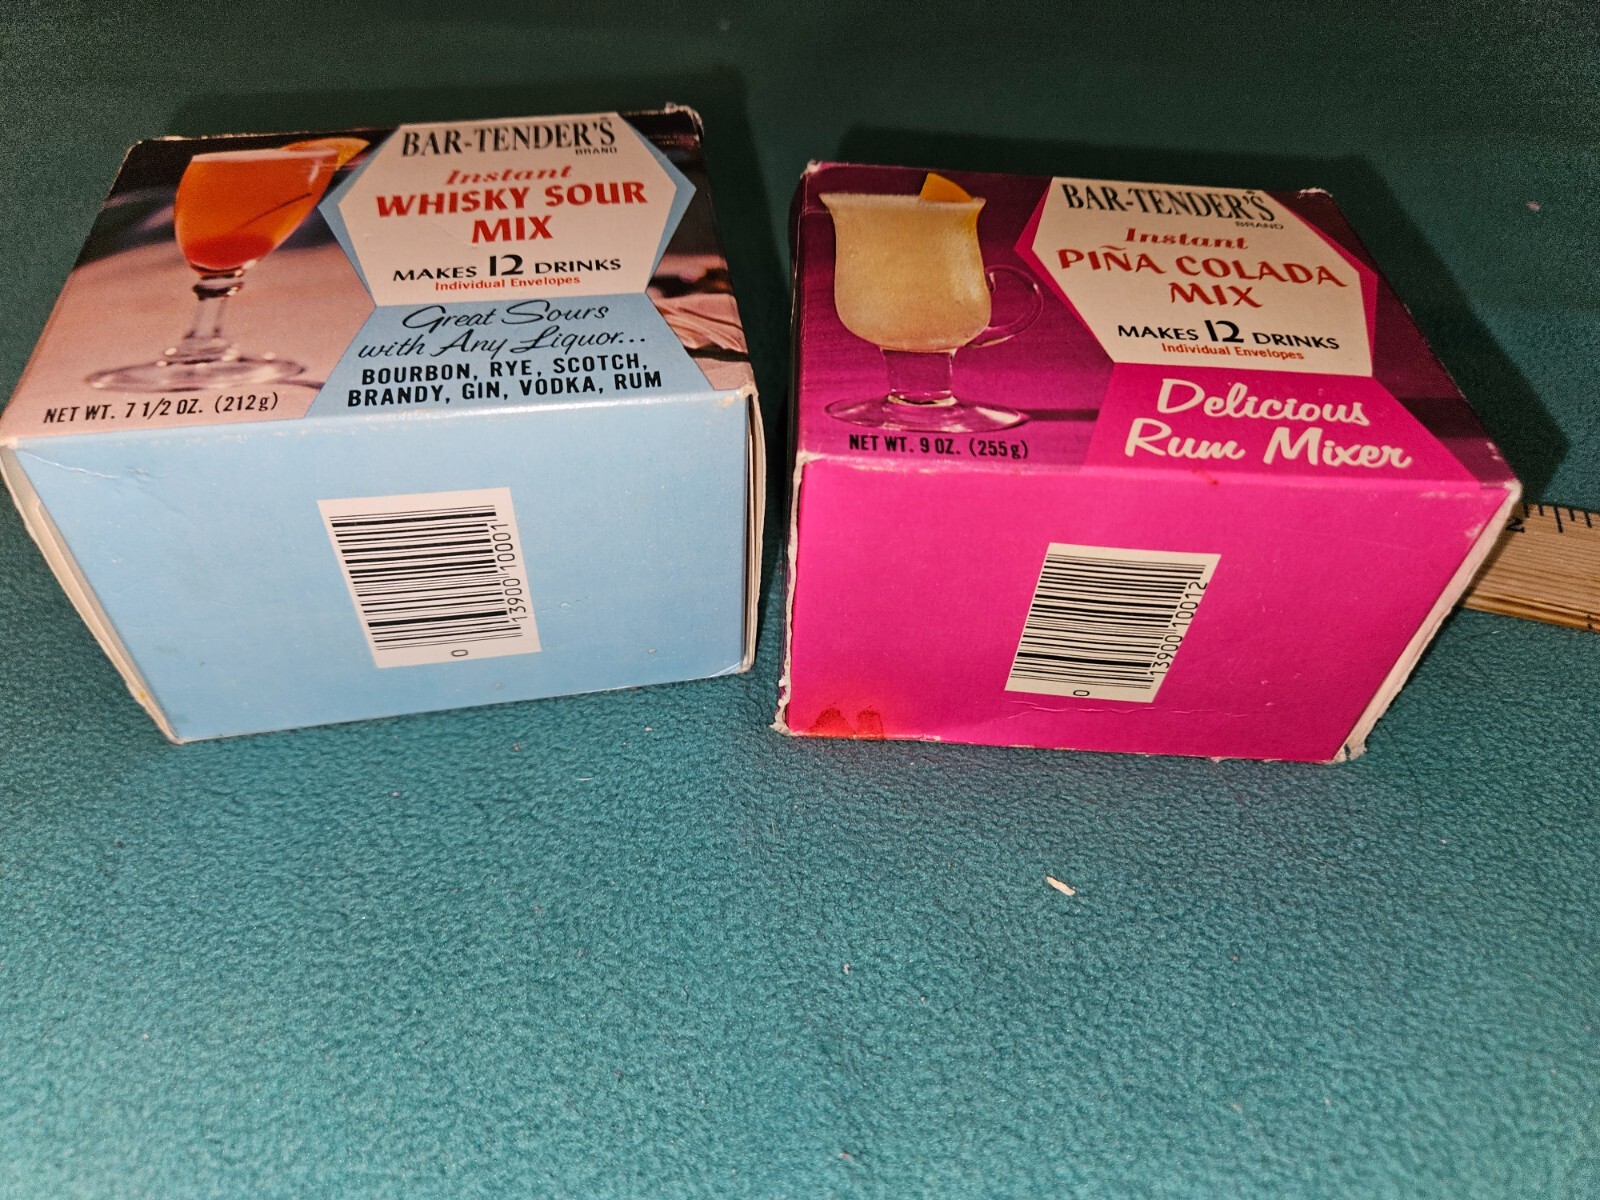 BAR-TENDER'S
BRAND
Instant
WHISKY SOUR
MIX
MAKES 12 DRINKS
Individual Envelopes
Great Sours
with Any Liquor...
BOURBON, RYE, SCOTCH,
BRANDY, GIN, VODKA, RUM
NET WT. 7 1/2 OZ. (212g)
0
13900 10001
BAR-TENDER'S
BRAND
Instant
PIÑA COLADA
MIX
MAKES 12 DRINKS
Individual Envelopes
Delicious
Rum Mixer
NET WT. 9 OZ. (255g)
0
13900 10012
2